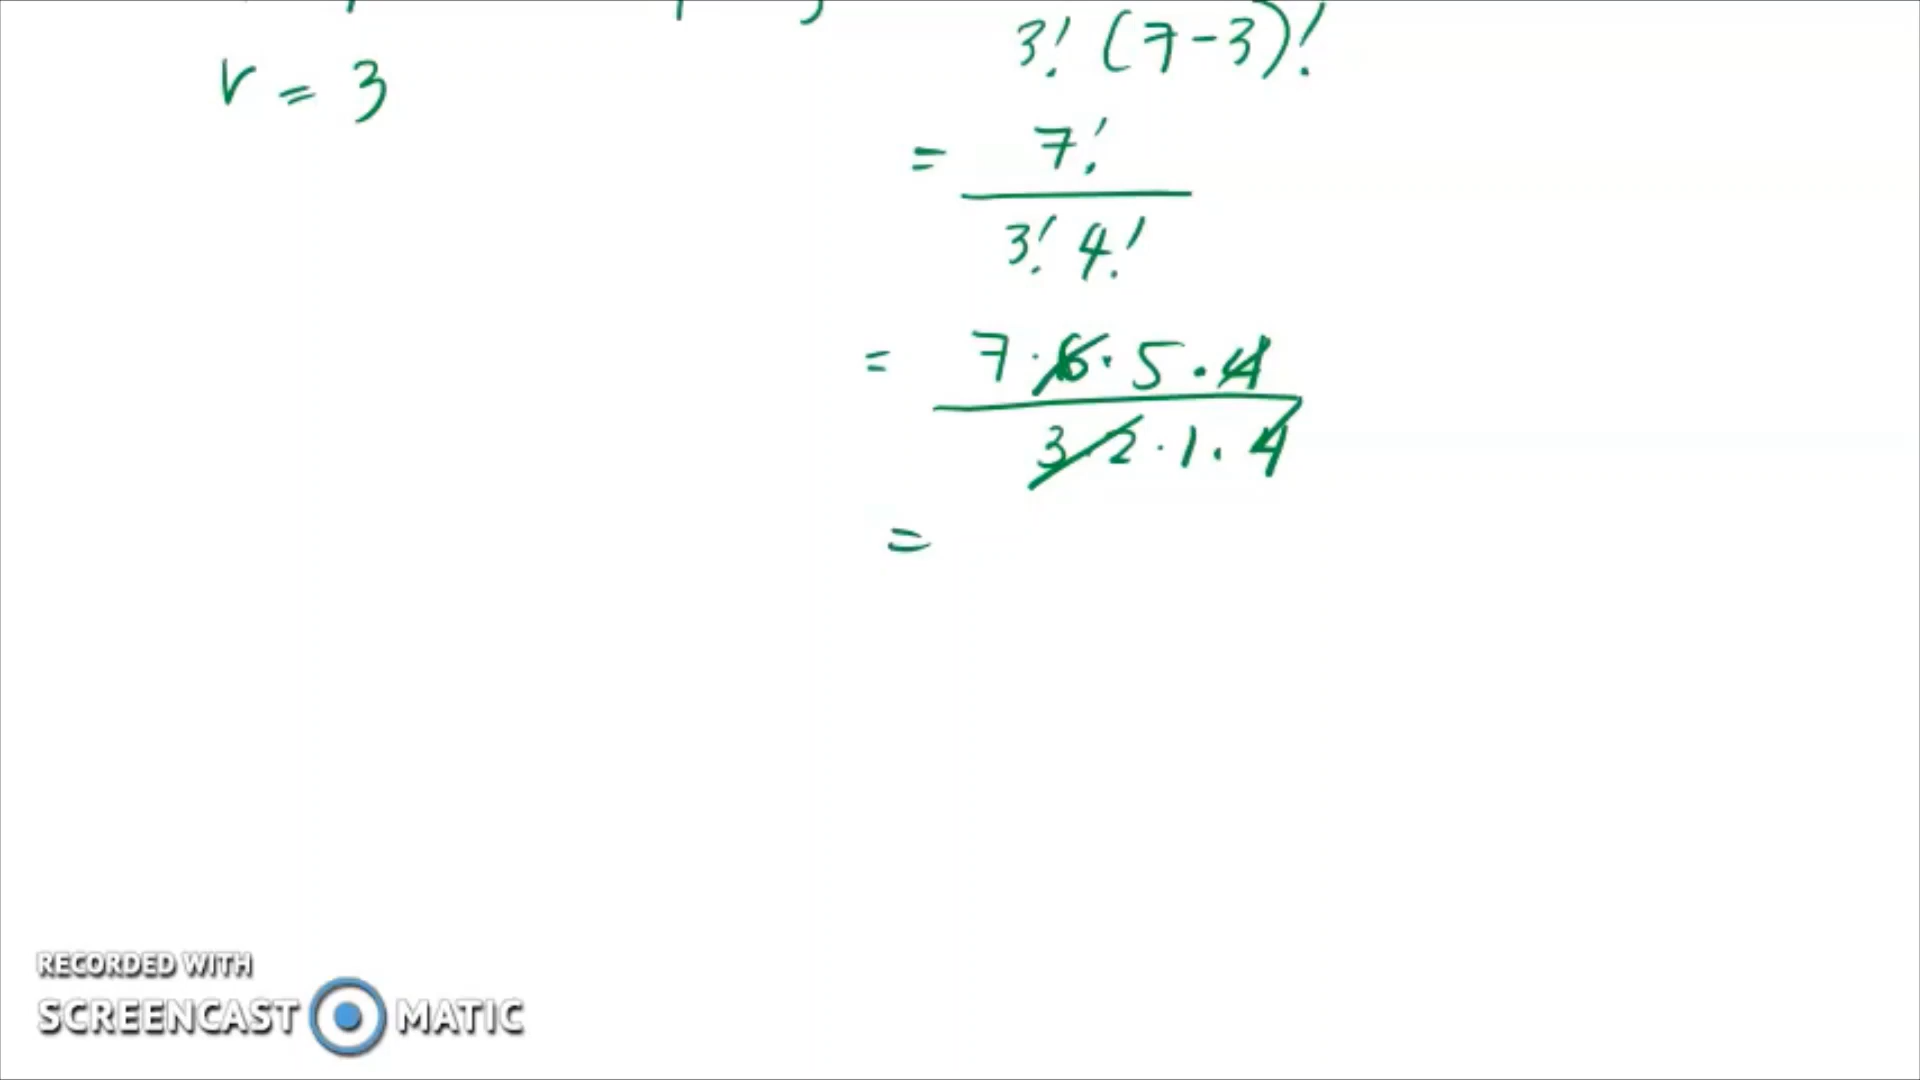 3! (7-3)!
r = 3
= 7!
3! 4!
= 7 · 6 · 5 · 4
3 · 2 · 1 · 4
=
RECORDED WITH
SCREENCAST MATIC